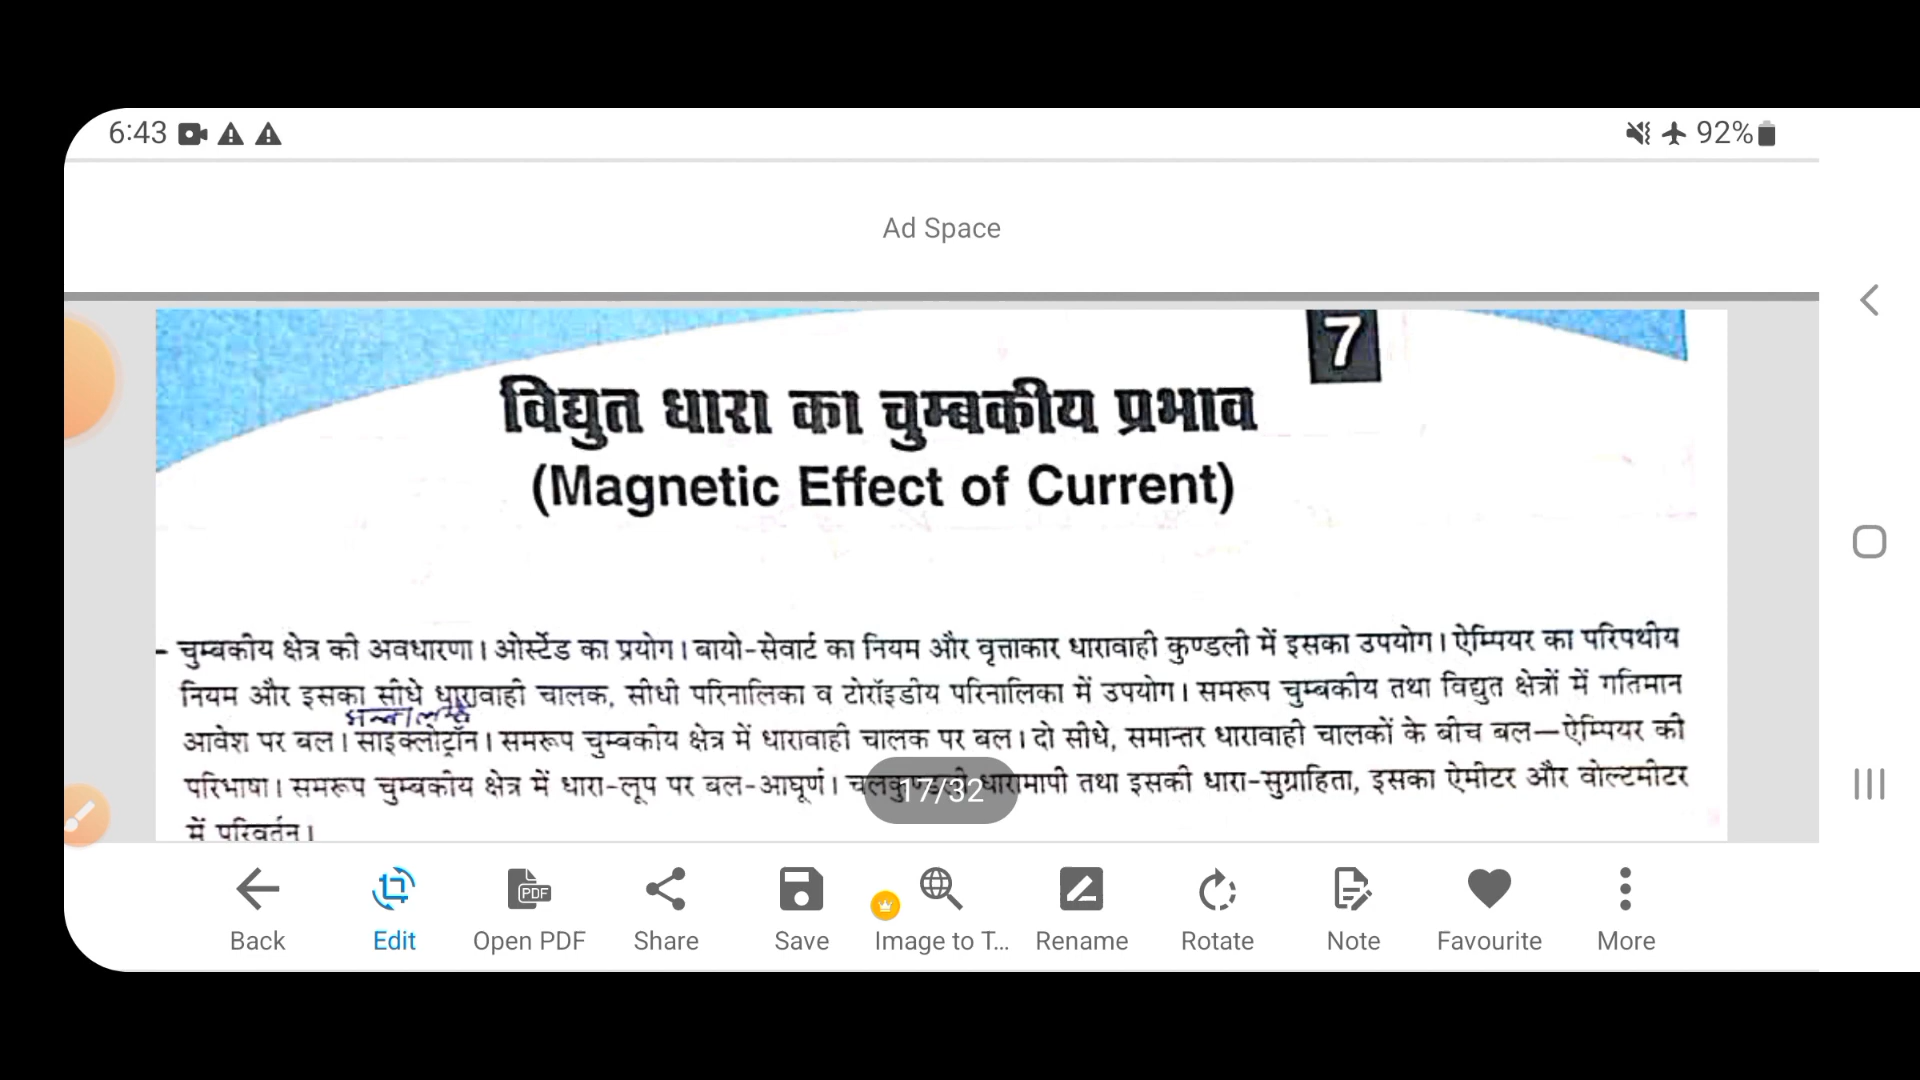 6:43 92%
Ad Space
7
विद्युत धारा का चुम्बकीय प्रभाव
(Magnetic Effect of Current)
- चुम्बकीय क्षेत्र की अवधारणा। ओर्स्टेड का प्रयोग। बायो-सेवार्ट का नियम और वृत्ताकार धारावाही कुण्डली में इसका उपयोग। ऐम्पियर का परिपथीय
नियम और इसका सीधे धारावाही चालक, सीधी परिनालिका व टोरॉइडीय परिनालिका में उपयोग। समरूप चुम्बकीय तथा विद्युत क्षेत्रों में गतिमान
आवेश पर बल। साइक्लोट्रॉन। समरूप चुम्बकीय क्षेत्र में धारावाही चालक पर बल। दो सीधे, समान्तर धारावाही चालकों के बीच बल—ऐम्पियर की
परिभाषा। समरूप चुम्बकीय क्षेत्र में धारा-लूप पर बल-आघूर्ण। चलकुण्डली धारामापी तथा इसकी धारा-सुग्राहिता, इसका ऐमीटर और वोल्टमीटर
17/32
में परिवर्तन।
Back Edit Open PDF Share Save Image to T... Rename Rotate Note Favourite More
PDF